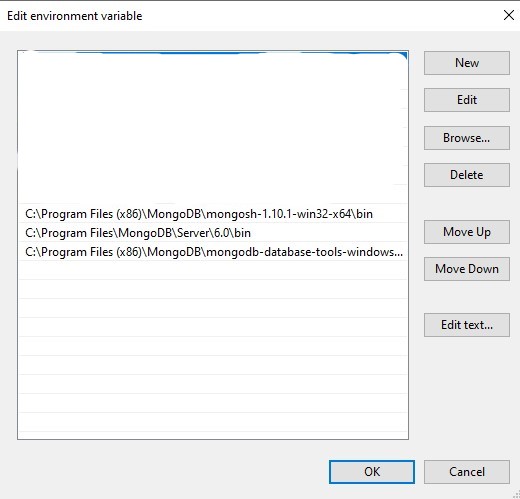 Edit environment variable
New
Edit
Browse...
Delete
C:\Program Files (x86)\MongoDB\mongosh-1.10.1-win32-x64\bin
C:\Program Files\MongoDB\Server\6.0\bin
Move Up
C:\Program Files (x86)\MongoDB\mongodb-database-tools-windows...
Move Down
Edit text...
OK
Cancel